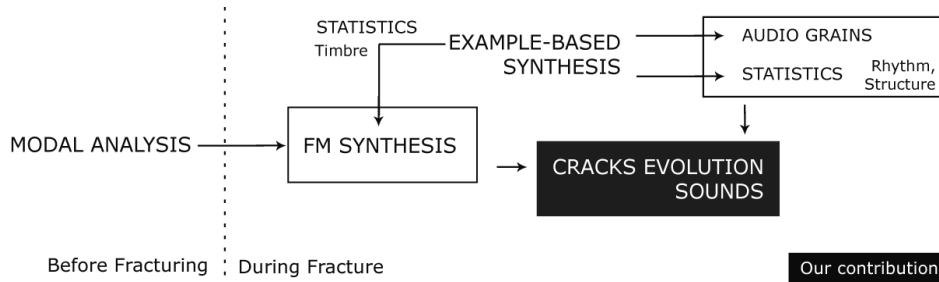 STATISTICS
Timbre
EXAMPLE-BASED
SYNTHESIS
AUDIO GRAINS
STATISTICS
Rhythm,
Structure
MODAL ANALYSIS
FM SYNTHESIS
CRACKS EVOLUTION
SOUNDS
Before Fracturing
During Fracture
Our contribution